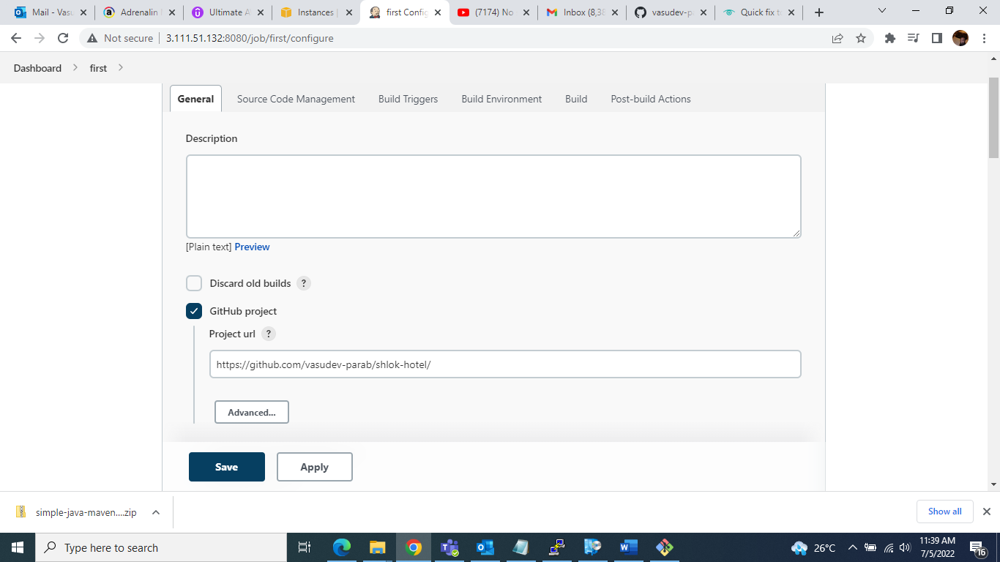 Mail - Vasu
Adrenalin
Ultimate A
Instances |
first Config
(7174) No
Inbox (8,38
vasudev-p
Quick fix t
Not secure
3.111.51.132:8080/job/first/configure
Dashboard
first
General
Source Code Management
Build Triggers
Build Environment
Build
Post-build Actions
Description
[Plain text] Preview
Discard old builds ?
GitHub project
Project url ?
https://github.com/vasudev-parab/shlok-hotel/
Advanced...
Save
Apply
simple-java-maven....zip
Show all
Type here to search
26°C
11:39 AM
7/5/2022
16